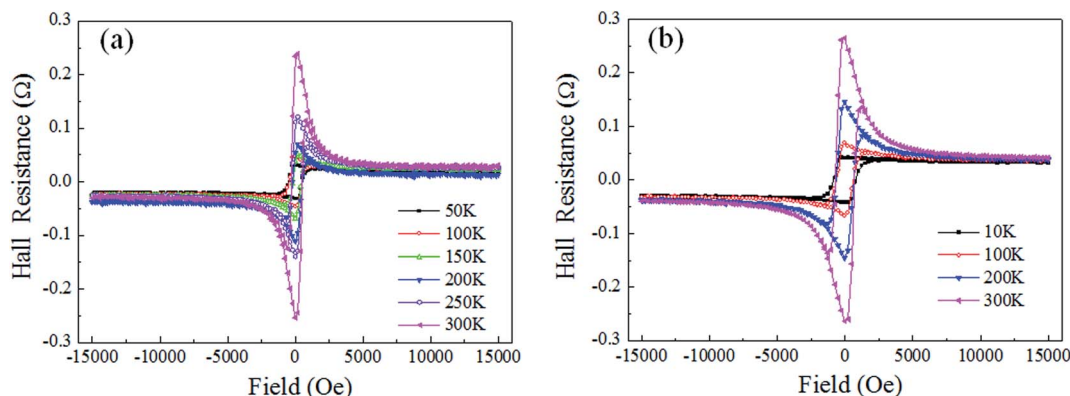 (a)
Hall Resistance (Ω)
0.3
0.2
0.1
0.0
-0.1
-0.2
-0.3
50K
100K
150K
200K
250K
300K
-15000 -10000 -5000 0 5000 10000 15000
Field (Oe)
(b)
Hall Resistance (Ω)
0.3
0.2
0.1
0.0
-0.1
-0.2
-0.3
10K
100K
200K
300K
-15000 -10000 -5000 0 5000 10000 15000
Field (Oe)